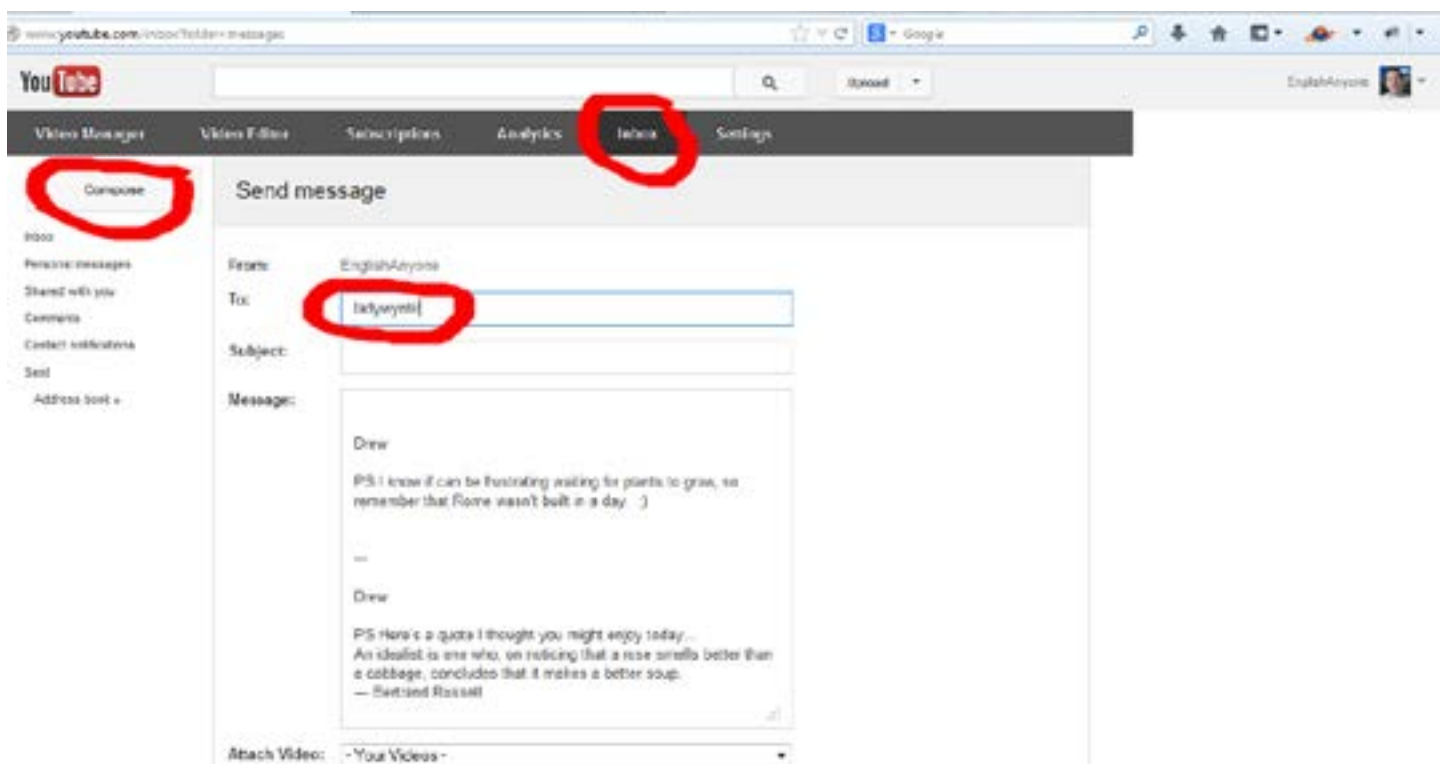 www.youtube.com/inbox?folder=messages
Google
YouTube
Upload
EnglishAnyone
Video Manager Video Editor Subscriptions Analytics Inbox Settings
Compose
Send message
Inbox
Personal messages
Shared with you
Comments
Contact notifications
Sent
Address book »
From: EnglishAnyone
To:
Subject:
Message:
Drew
PS I know it can be frustrating waiting for plants to grow, so
remember that Rome wasn't built in a day. :)
---
Drew
PS Here's a quote I thought you might enjoy today...
An idealist is one who, on noticing that a rose smells better than
a cabbage, concludes that it makes a better soup.
— Bertrand Russell
Attach Video: - Your Videos -